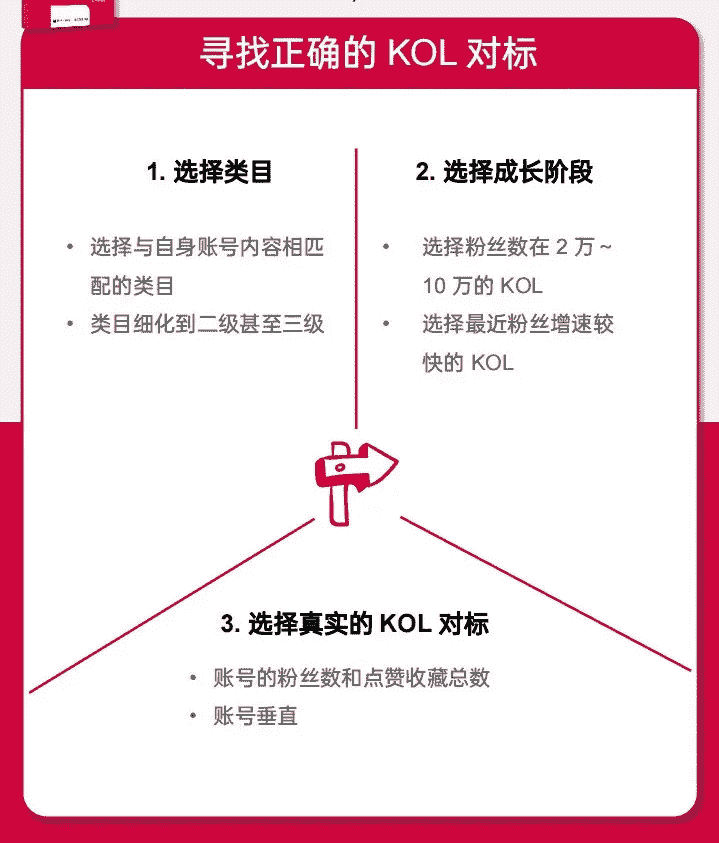 寻找正确的 KOL 对标
1. 选择类目
• 选择与自身账号内容相匹
配的类目
• 类目细化到二级甚至三级
2. 选择成长阶段
• 选择粉丝数在 2 万~
10 万的 KOL
• 选择最近粉丝增速较
快的 KOL
3. 选择真实的 KOL 对标
• 账号的粉丝数和点赞收藏总数
• 账号垂直